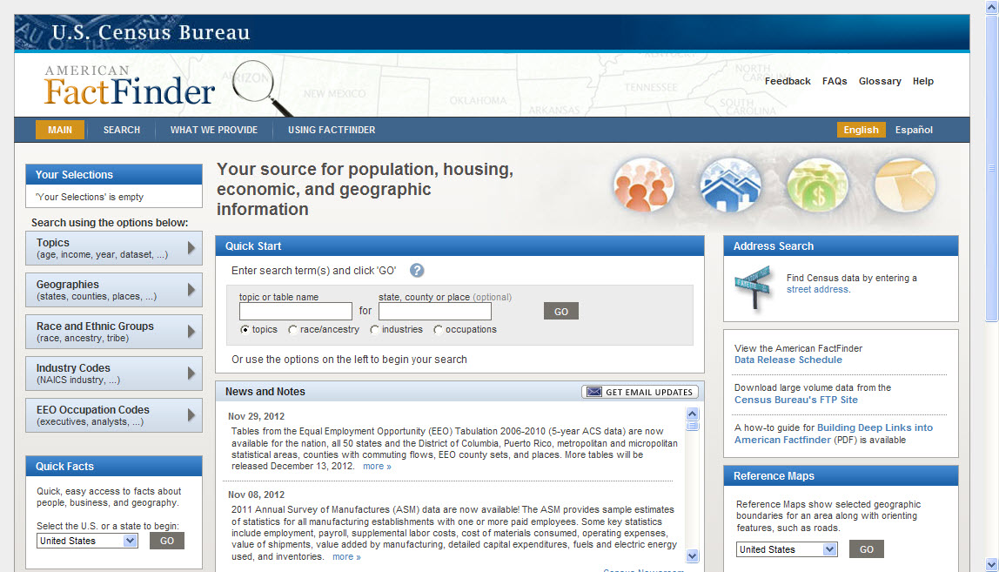 U.S. Census Bureau
AMERICAN
FactFinder
ARIZON
NEW MEXICO
OKLAHOMA
ARKANSAS
TENNESSEE
KENTUCKY
NORTH
CAROLINA
SOUTH
CAROLINA
Feedback FAQs Glossary Help
MAIN SEARCH WHAT WE PROVIDE USING FACTFINDER English Español
Your Selections
'Your Selections' is empty
Search using the options below:
Topics
(age, income, year, dataset, ...)
Geographies
(states, counties, places, ...)
Race and Ethnic Groups
(race, ancestry, tribe)
Industry Codes
(NAICS industry, ...)
EEO Occupation Codes
(executives, analysts, ...)
Quick Facts
Quick, easy access to facts about
people, business, and geography.
Select the U.S. or a state to begin:
United States GO
Your source for population, housing,
economic, and geographic
information
Quick Start
Enter search term(s) and click 'GO' ?
topic or table name state, county or place (optional)
for GO
topics race/ancestry industries occupations
Or use the options on the left to begin your search
News and Notes GET EMAIL UPDATES
Nov 29, 2012
Tables from the Equal Employment Opportunity (EEO) Tabulation 2006-2010 (5-year ACS data) are now
available for the nation, all 50 states and the District of Columbia, Puerto Rico, metropolitan and micropolitan
statistical areas, counties with commuting flows, EEO county sets, and places. More tables will be
released December 13, 2012. more »
Nov 08, 2012
2011 Annual Survey of Manufactures (ASM) data are now available! The ASM provides sample estimates
of statistics for all manufacturing establishments with one or more paid employees. Some key statistics
include employment, payroll, supplemental labor costs, cost of materials consumed, operating expenses,
value of shipments, value added by manufacturing, detailed capital expenditures, fuels and electric energy
used, and inventories. more »
Census Newsroom
Address Search
Find Census data by entering a
street address.
View the American FactFinder
Data Release Schedule
Download large volume data from the
Census Bureau's FTP Site
A how-to guide for Building Deep Links into
American Factfinder (PDF) is available
Reference Maps
Reference Maps show selected geographic
boundaries for an area along with orienting
features, such as roads.
United States GO